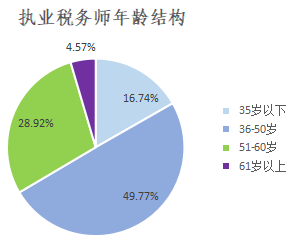 执业税务师年龄结构
4.57%
16.74%
28.92%
49.77%
35岁以下
36-50岁
51-60岁
61岁以上